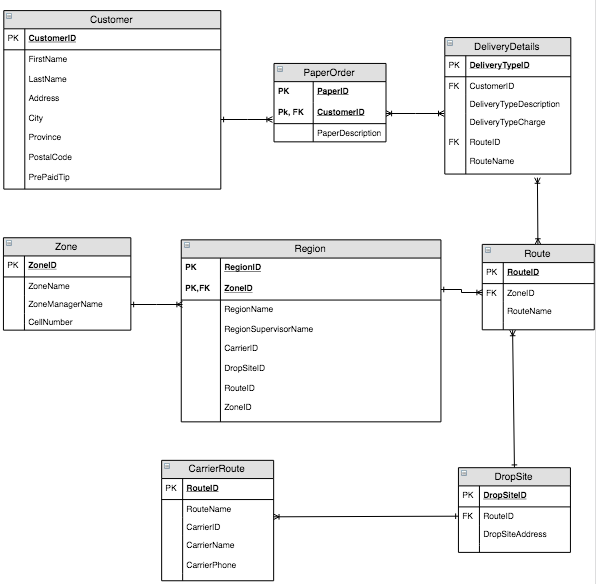 Customer
PK CustomerID
FirstName
LastName
Address
City
Province
PostalCode
PrePaidTip
PaperOrder
PK PaperID
Pk, FK CustomerID
PaperDescription
DeliveryDetails
PK DeliveryTypeID
FK CustomerID
DeliveryTypeDescription
DeliveryTypeCharge
FK RouteID
RouteName
Zone
PK ZoneID
ZoneName
ZoneManagerName
CellNumber
Region
PK RegionID
PK,FK ZoneID
RegionName
RegionSupervisorName
CarrierID
DropSiteID
RouteID
ZoneID
Route
PK RouteID
FK ZoneID
RouteName
CarrierRoute
PK RouteID
RouteName
CarrierID
CarrierName
CarrierPhone
DropSite
PK DropSiteID
FK RouteID
DropSiteAddress